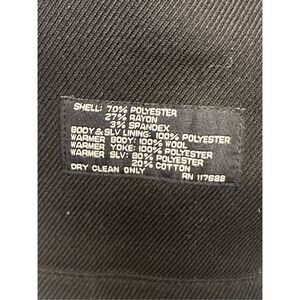 SHELL: 70% POLYESTER
27% RAYON
3% SPANDEX
BODY & SLV LINING: 100% POLYESTER
WARMER BODY: 100% WOOL
WARMER YOKE: 100% POLYESTER
WARMER SLV: 80% POLYESTER
20% COTTON
DRY CLEAN ONLY
RN 117688